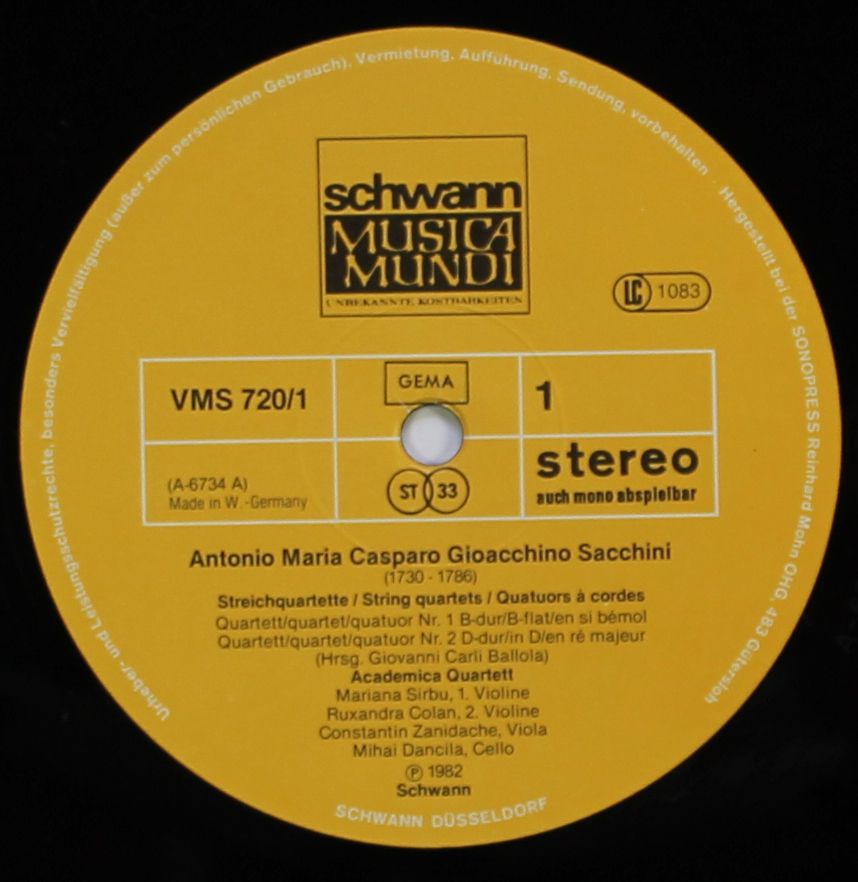 Urheber- und Leistungsschutzrechte, besonders Vervielfältigung (außer zum persönlichen Gebrauch), Vermietung, Aufführung, Sendung, vorbehalten · Hergestellt bei der SONOPRESS Reinhard Mohn OHG, 483 Gütersloh
schwann
MUSICA
MUNDI
UNBEKANNTE KOSTBARKEITEN
LC 1083
VMS 720/1
GEMA
1
(A-6734 A)
Made in W.-Germany
ST 33
stereo
auch mono abspielbar
Antonio Maria Casparo Gioacchino Sacchini
(1730 - 1786)
Streichquartette / String quartets / Quatuors à cordes
Quartett/quartet/quatuor Nr. 1 B-dur/B-flat/en si bémol
Quartett/quartet/quatuor Nr. 2 D-dur/in D/en ré majeur
(Hrsg. Giovanni Carli Ballola)
Academica Quartett
Mariana Sirbu, 1. Violine
Ruxandra Colan, 2. Violine
Constantin Zanidache, Viola
Mihai Dancila, Cello
Ⓟ 1982
Schwann
SCHWANN DÜSSELDORF